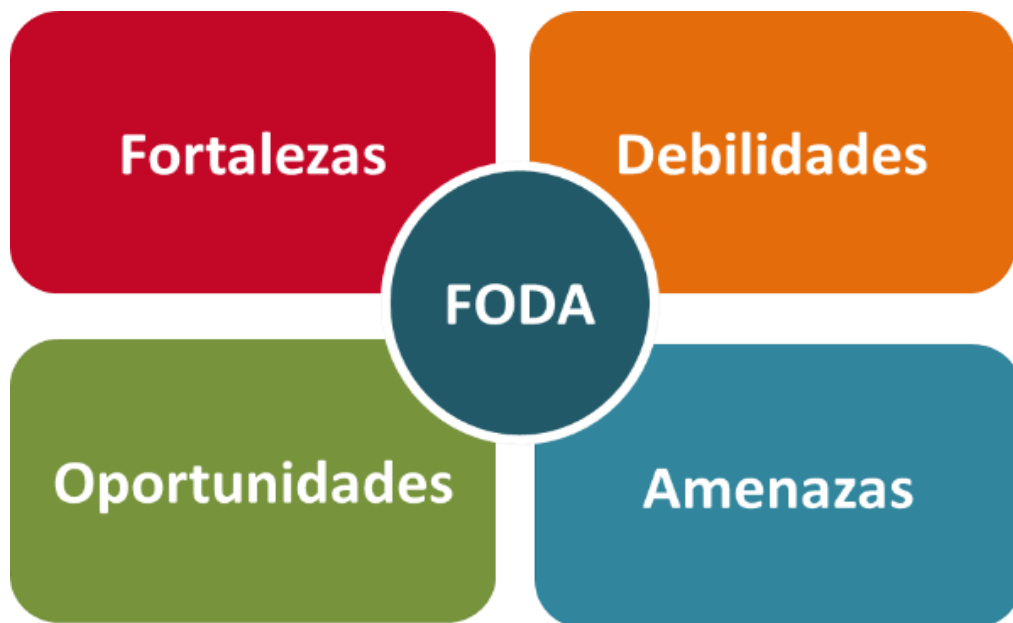 Fortalezas
Debilidades
FODA
Oportunidades
Amenazas